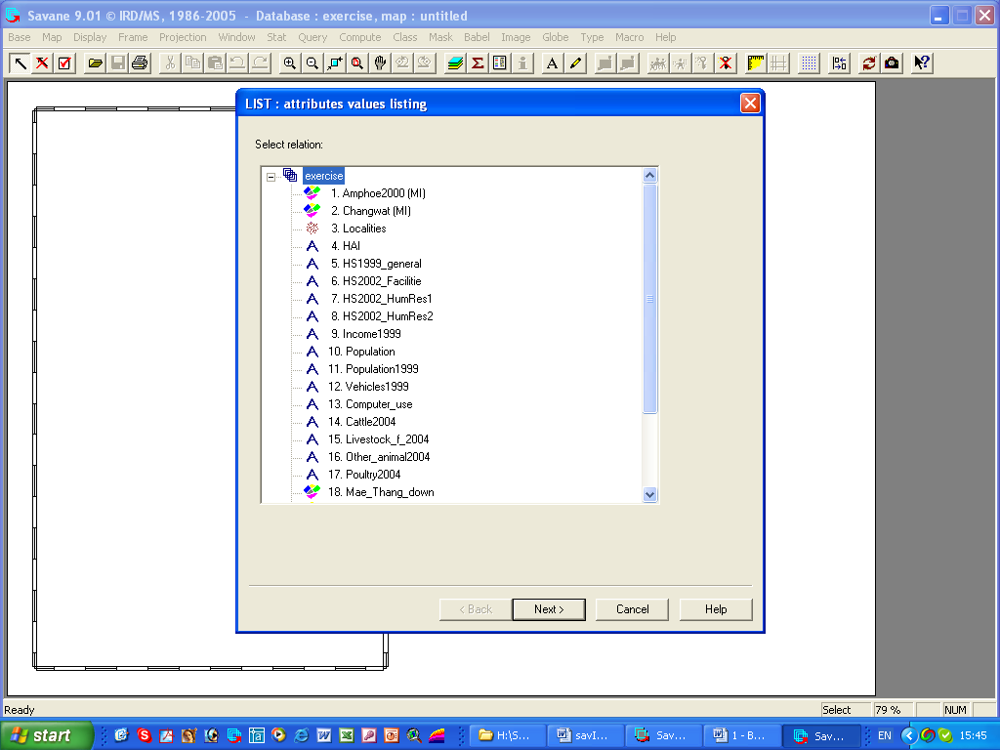 Savane 9.01 © IRD/MS, 1986-2005 - Database : exercise, map : untitled
Base Map Display Frame Projection Window Stat Query Compute Class Mask Babel Image Globe Type Macro Help
LIST : attributes values listing
Select relation:
exercise
1. Amphoe2000 (MI)
2. Changwat (MI)
3. Localities
4. HAI
5. HS1999_general
6. HS2002_Facilitie
7. HS2002_HumRes1
8. HS2002_HumRes2
9. Income1999
10. Population
11. Population1999
12. Vehicles1999
13. Computer_use
14. Cattle2004
15. Livestock_f_2004
16. Other_animal2004
17. Poultry2004
18. Mae_Thang_down
< Back Next > Cancel Help
Ready Select 79 % NUM
start H:\S... savI... Sav... 1 - B... Sav... EN 15:45